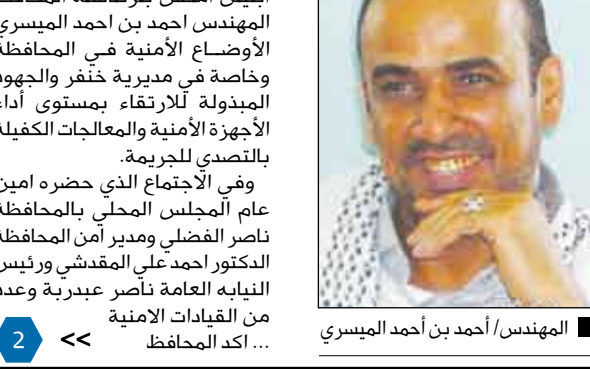 المهندس احمد بن احمد الميسري
الأوضــاع الأمنية فـي المحافظة
وخاصة في مديرية خنفر والجهود
المبذولة للارتقاء بمستوى أداء
الأجهزة الأمنية والمعالجات الكفيلة
بالتصدي للجريمة.
وفي الاجتماع الذي حضره امين
عام المجلس المحلي بالمحافظة
ناصر الفضلي ومدير امن المحافظة
الدكتور احمد علي المقدشي ورئيس
النيابه العامة ناصر عبدربة وعدد
من القيادات الامنية
... اكد المحافظ >> 2
المهندس/ أحمد بن أحمد الميسري